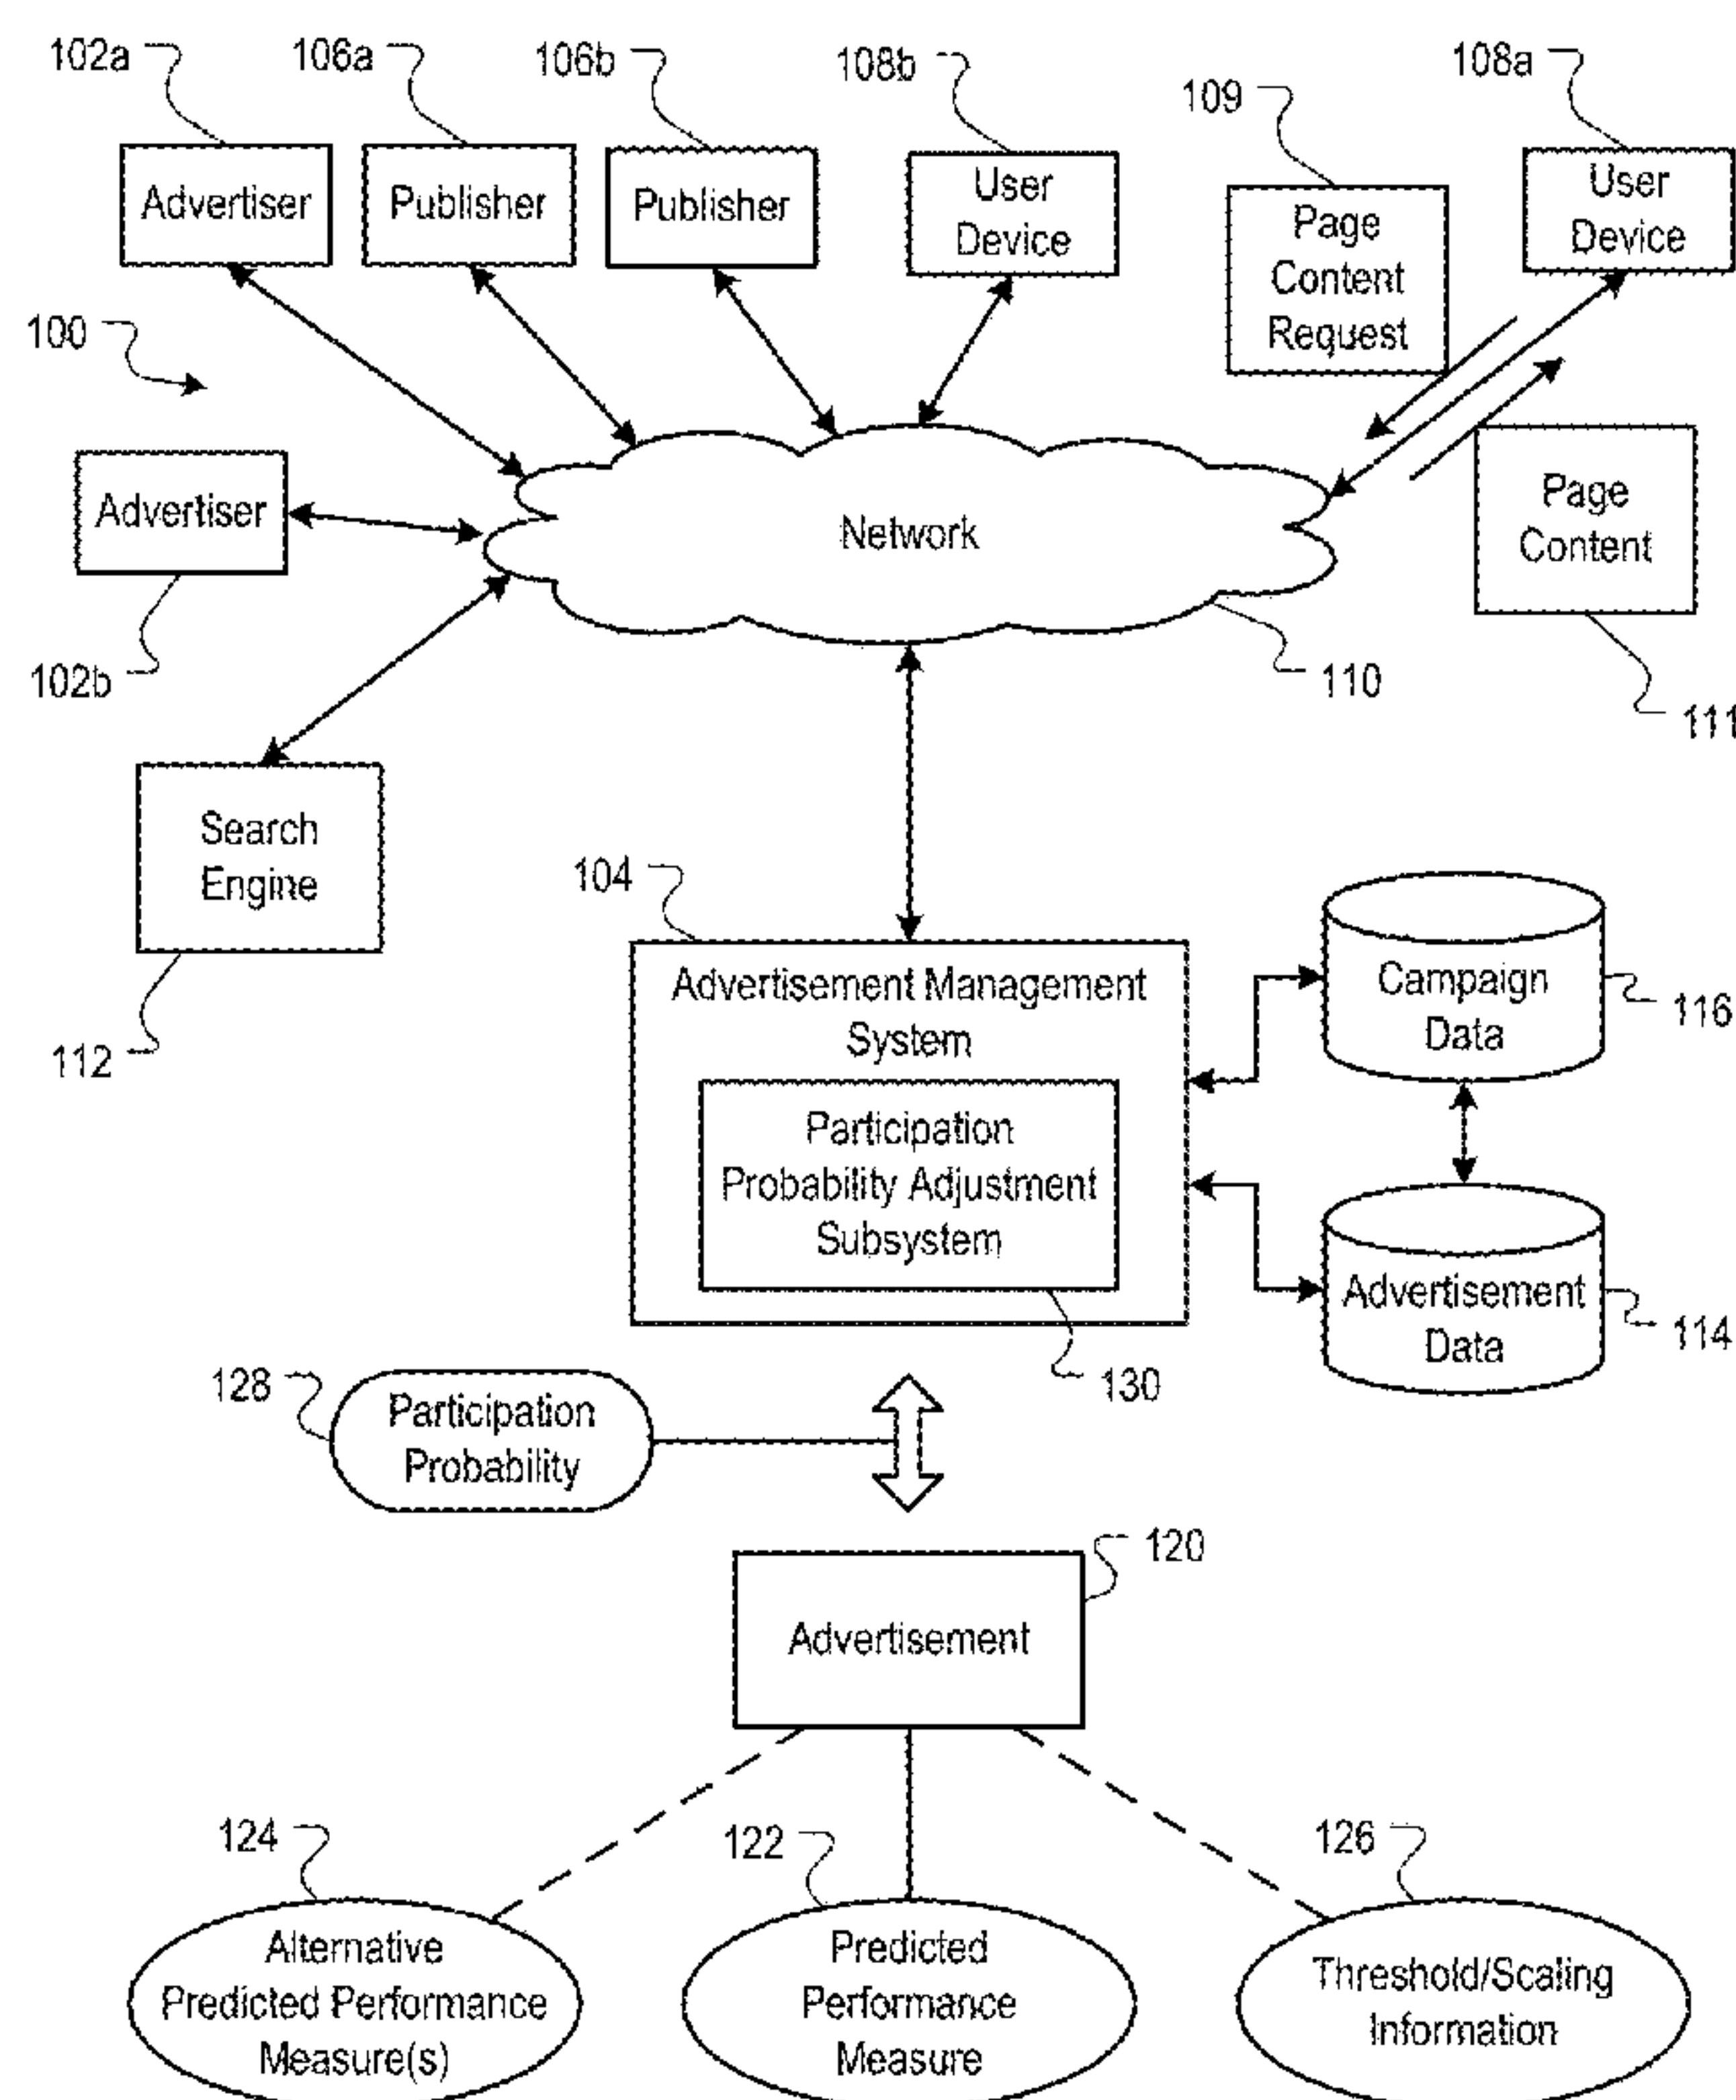 102a
106a
106b
108b
109
108a
Advertiser
Publisher
Publisher
User
Device
Page
Content
Request
User
Device
100
Advertiser
Network
Page
Content
102b
110
111
Search
Engine
112
104
Advertisement Management
System
Participation
Probability Adjustment
Subsystem
130
Campaign
Data
116
Advertisement
Data
114
128
Participation
Probability
120
Advertisement
124
122
126
Alternative
Predicted Performance
Measure(s)
Predicted
Performance
Measure
Threshold/Scaling
Information